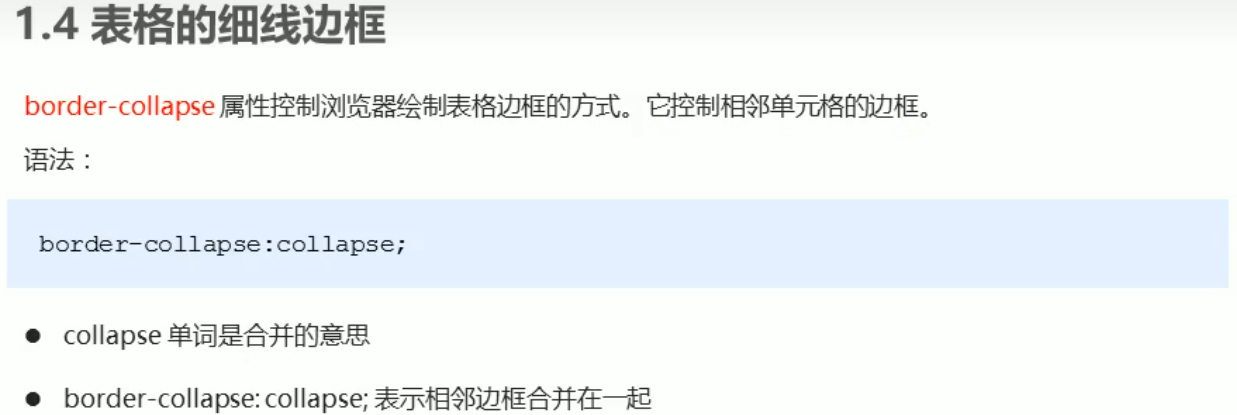 1.4 表格的细线边框
border-collapse 属性控制浏览器绘制表格边框的方式。它控制相邻单元格的边框。
语法：
border-collapse:collapse;
● collapse 单词是合并的意思
● border-collapse: collapse; 表示相邻边框合并在一起